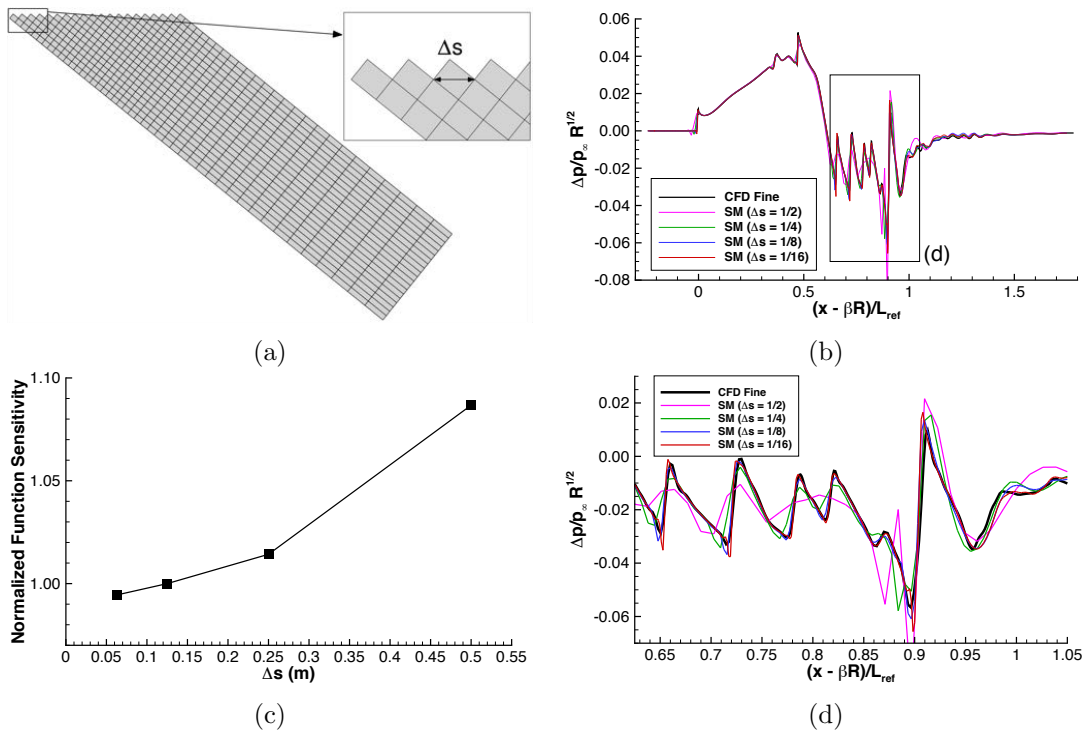 Δs
(a)
0.06
0.04
0.02
0.00
-0.02
-0.04
-0.06
-0.08
Δp/p∞ R^1/2
CFD Fine
SM (Δs = 1/2)
SM (Δs = 1/4)
SM (Δs = 1/8)
SM (Δs = 1/16)
(d)
0 0.5 1 1.5
(x - βR)/L_ref
(b)
1.10
1.05
1.00
Normalized Function Sensitivity
0 0.05 0.1 0.15 0.2 0.25 0.3 0.35 0.4 0.45 0.5 0.55
Δs (m)
(c)
0.02
0.00
-0.02
-0.04
-0.06
Δp/p∞ R^1/2
CFD Fine
SM (Δs = 1/2)
SM (Δs = 1/4)
SM (Δs = 1/8)
SM (Δs = 1/16)
0.65 0.7 0.75 0.8 0.85 0.9 0.95 1 1.05
(x - βR)/L_ref
(d)